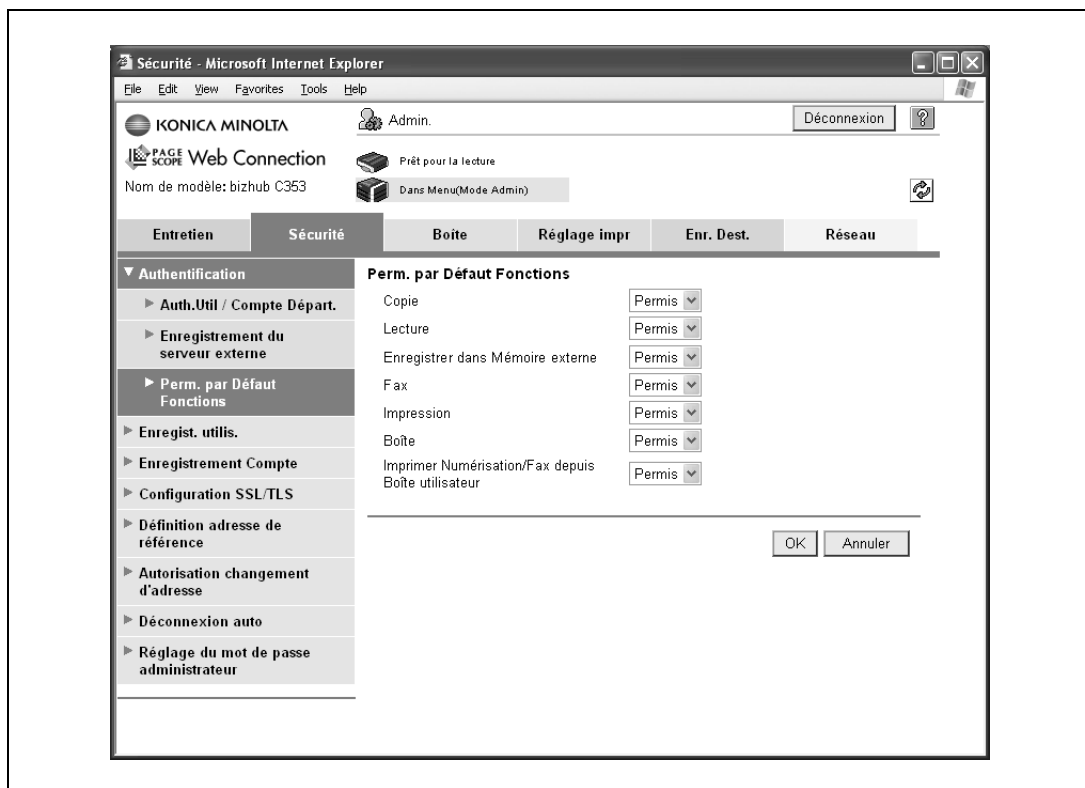 Sécurité - Microsoft Internet Explorer
File Edit View Favorites Tools Help
KONICA MINOLTA
Admin.
Déconnexion
?
PAGE SCOPE Web Connection
Prêt pour la lecture
Nom de modèle: bizhub C353
Dans Menu(Mode Admin)
Entretien Sécurité Boîte Réglage impr Enr. Dest. Réseau
Authentification
Auth.Util / Compte Départ.
Enregistrement du
serveur externe
Perm. par Défaut
Fonctions
Enregist. utilis.
Enregistrement Compte
Configuration SSL/TLS
Définition adresse de
référence
Autorisation changement
d'adresse
Déconnexion auto
Réglage du mot de passe
administrateur
Perm. par Défaut Fonctions
Copie Permis
Lecture Permis
Enregistrer dans Mémoire externe Permis
Fax Permis
Impression Permis
Boîte Permis
Imprimer Numérisation/Fax depuis
Boîte utilisateur Permis
OK Annuler